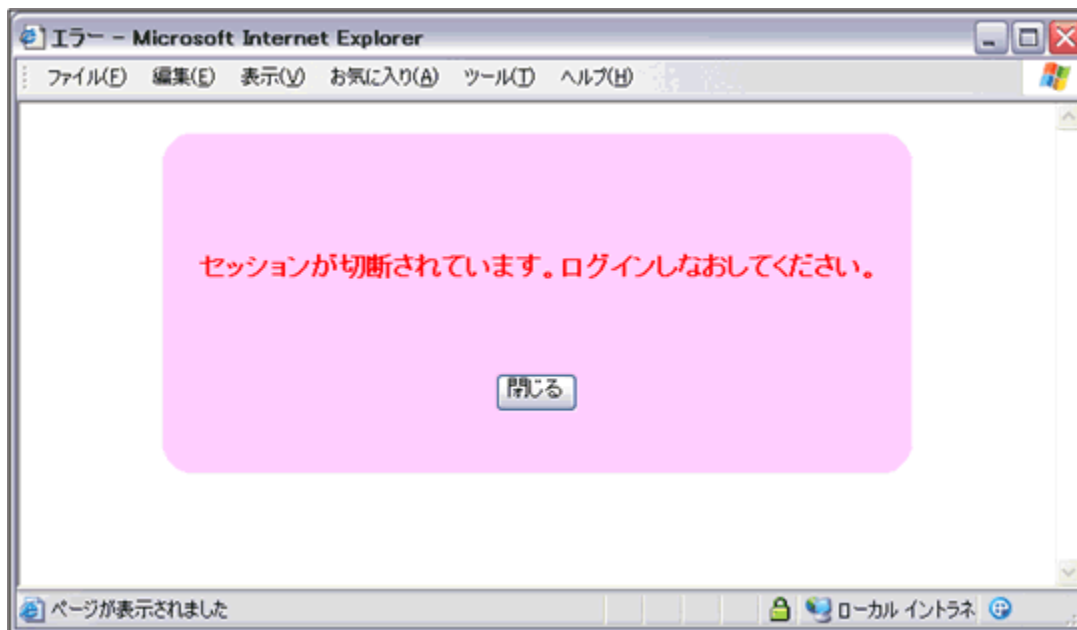 エラー - Microsoft Internet Explorer
ファイル(F) 編集(E) 表示(V) お気に入り(A) ツール(T) ヘルプ(H)
セッションが切断されています。ログインしなおしてください。
閉じる
ページが表示されました ローカル イントラネ